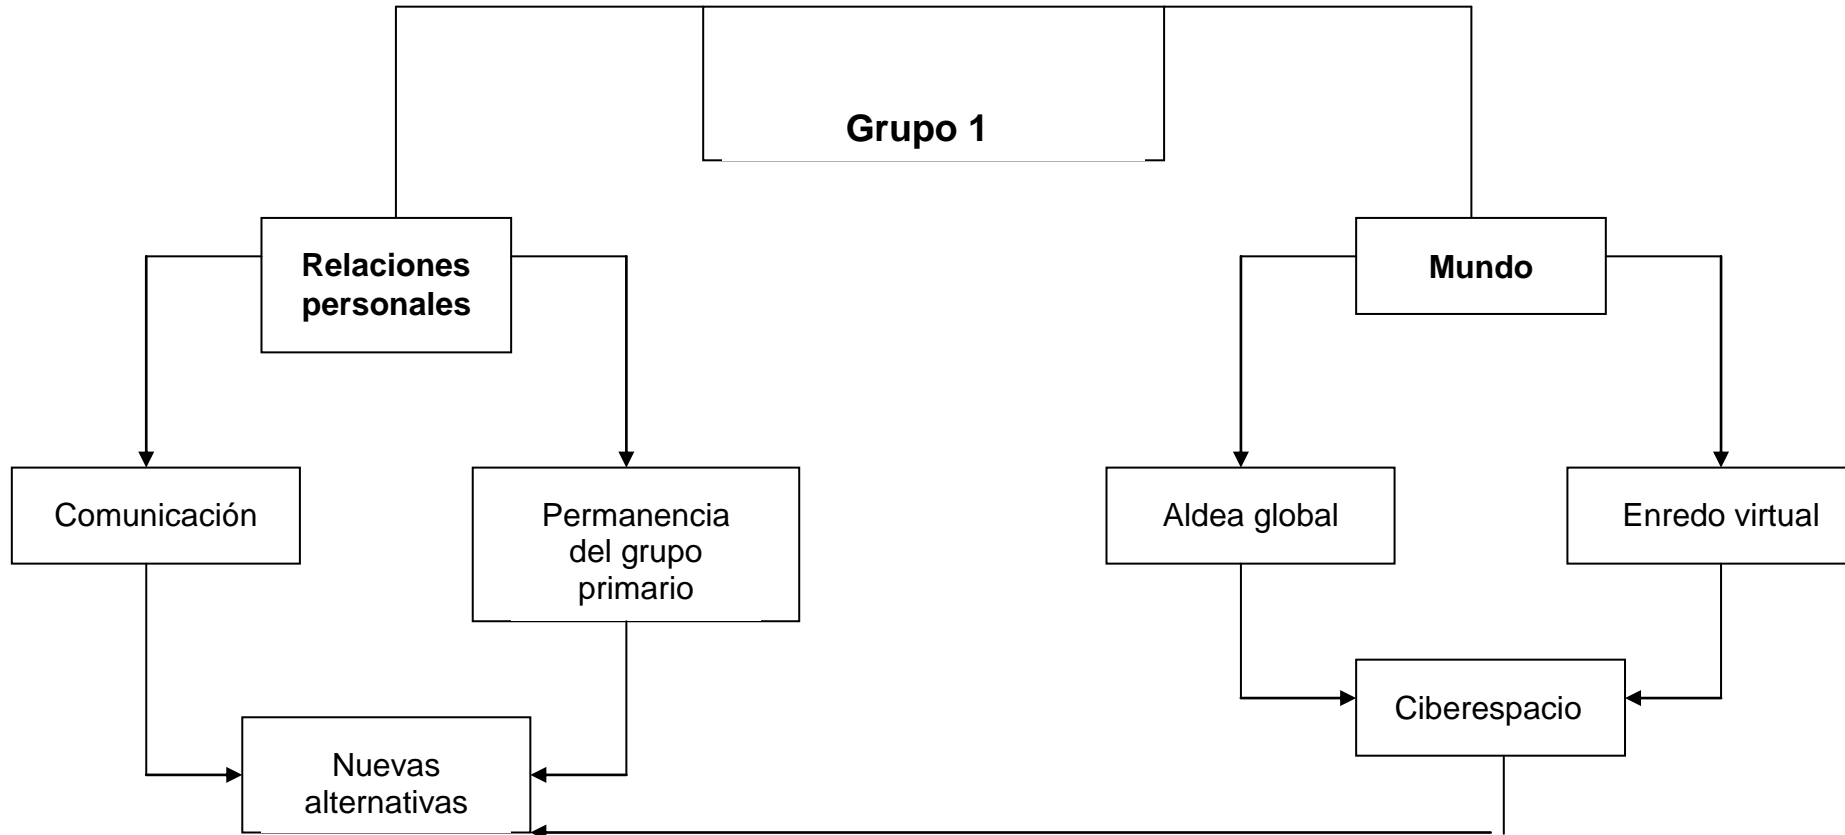 Grupo 1
Relaciones
personales
Mundo
Comunicación
Permanencia
del grupo
primario
Aldea global
Enredo virtual
Ciberespacio
Nuevas
alternativas